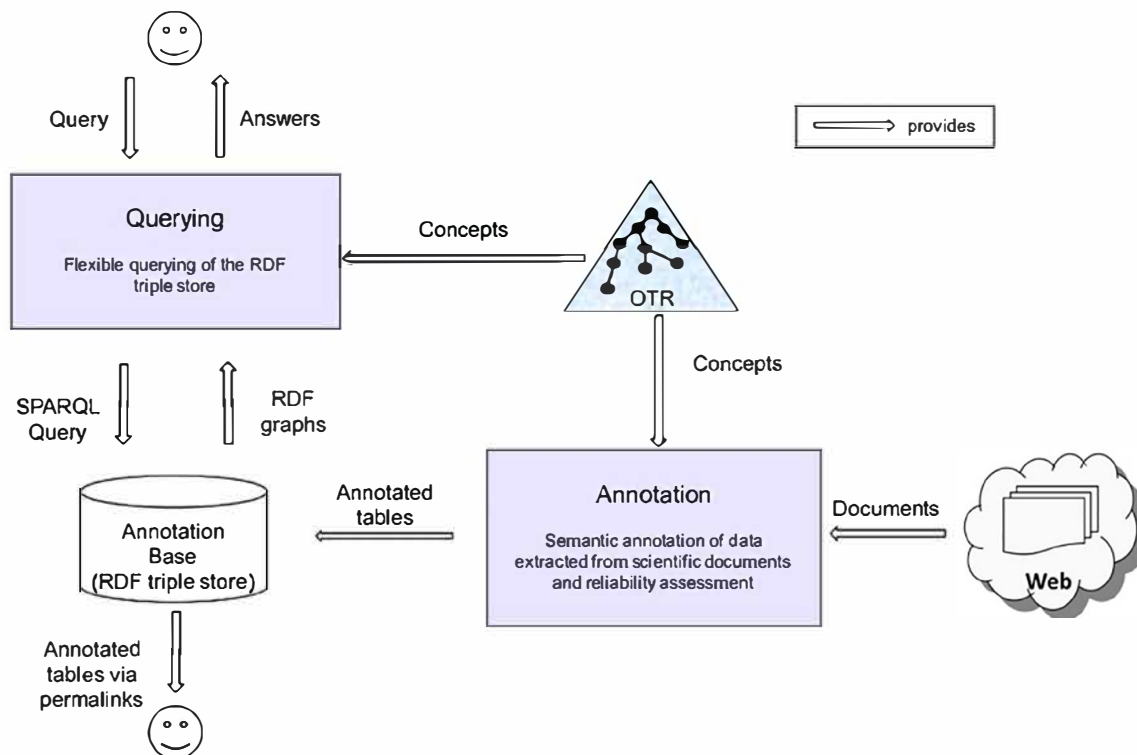 Query
Answers
provides
Querying
Flexible querying of the RDF
triple store
Concepts
OTR
Concepts
SPARQL
Query
RDF
graphs
Annotation
Base
(RDF triple store)
Annotated
tables
Annotation
Semantic annotation of data
extracted from scientific documents
and reliability assessment
Documents
Web
Annotated
tables via
permalinks